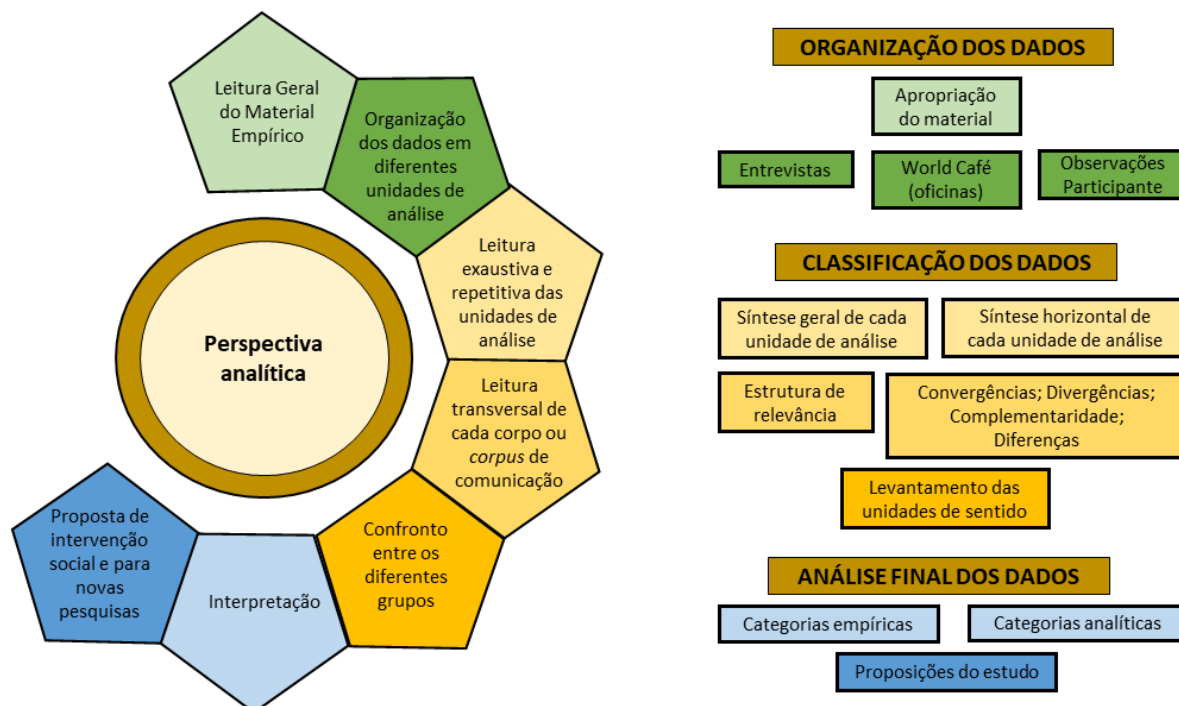 Leitura Geral
do Material
Empírico
Organização
dos dados em
diferentes
unidades de
análise
Leitura
exaustiva e
repetitiva das
unidades de
análise
Leitura
transversal de
cada corpo ou
corpus de
comunicação
Confronto
entre os
diferentes
grupos
Interpretação
Proposta de
intervenção
social e para
novas
pesquisas
Perspectiva
analítica
ORGANIZAÇÃO DOS DADOS
Apropriação
do material
Entrevistas
World Café
(oficinas)
Observações
Participante
CLASSIFICAÇÃO DOS DADOS
Síntese geral de cada
unidade de análise
Síntese horizontal de
cada unidade de análise
Estrutura de
relevância
Convergências; Divergências;
Complementaridade;
Diferenças
Levantamento das
unidades de sentido
ANÁLISE FINAL DOS DADOS
Categorias empíricas
Categorias analíticas
Proposições do estudo